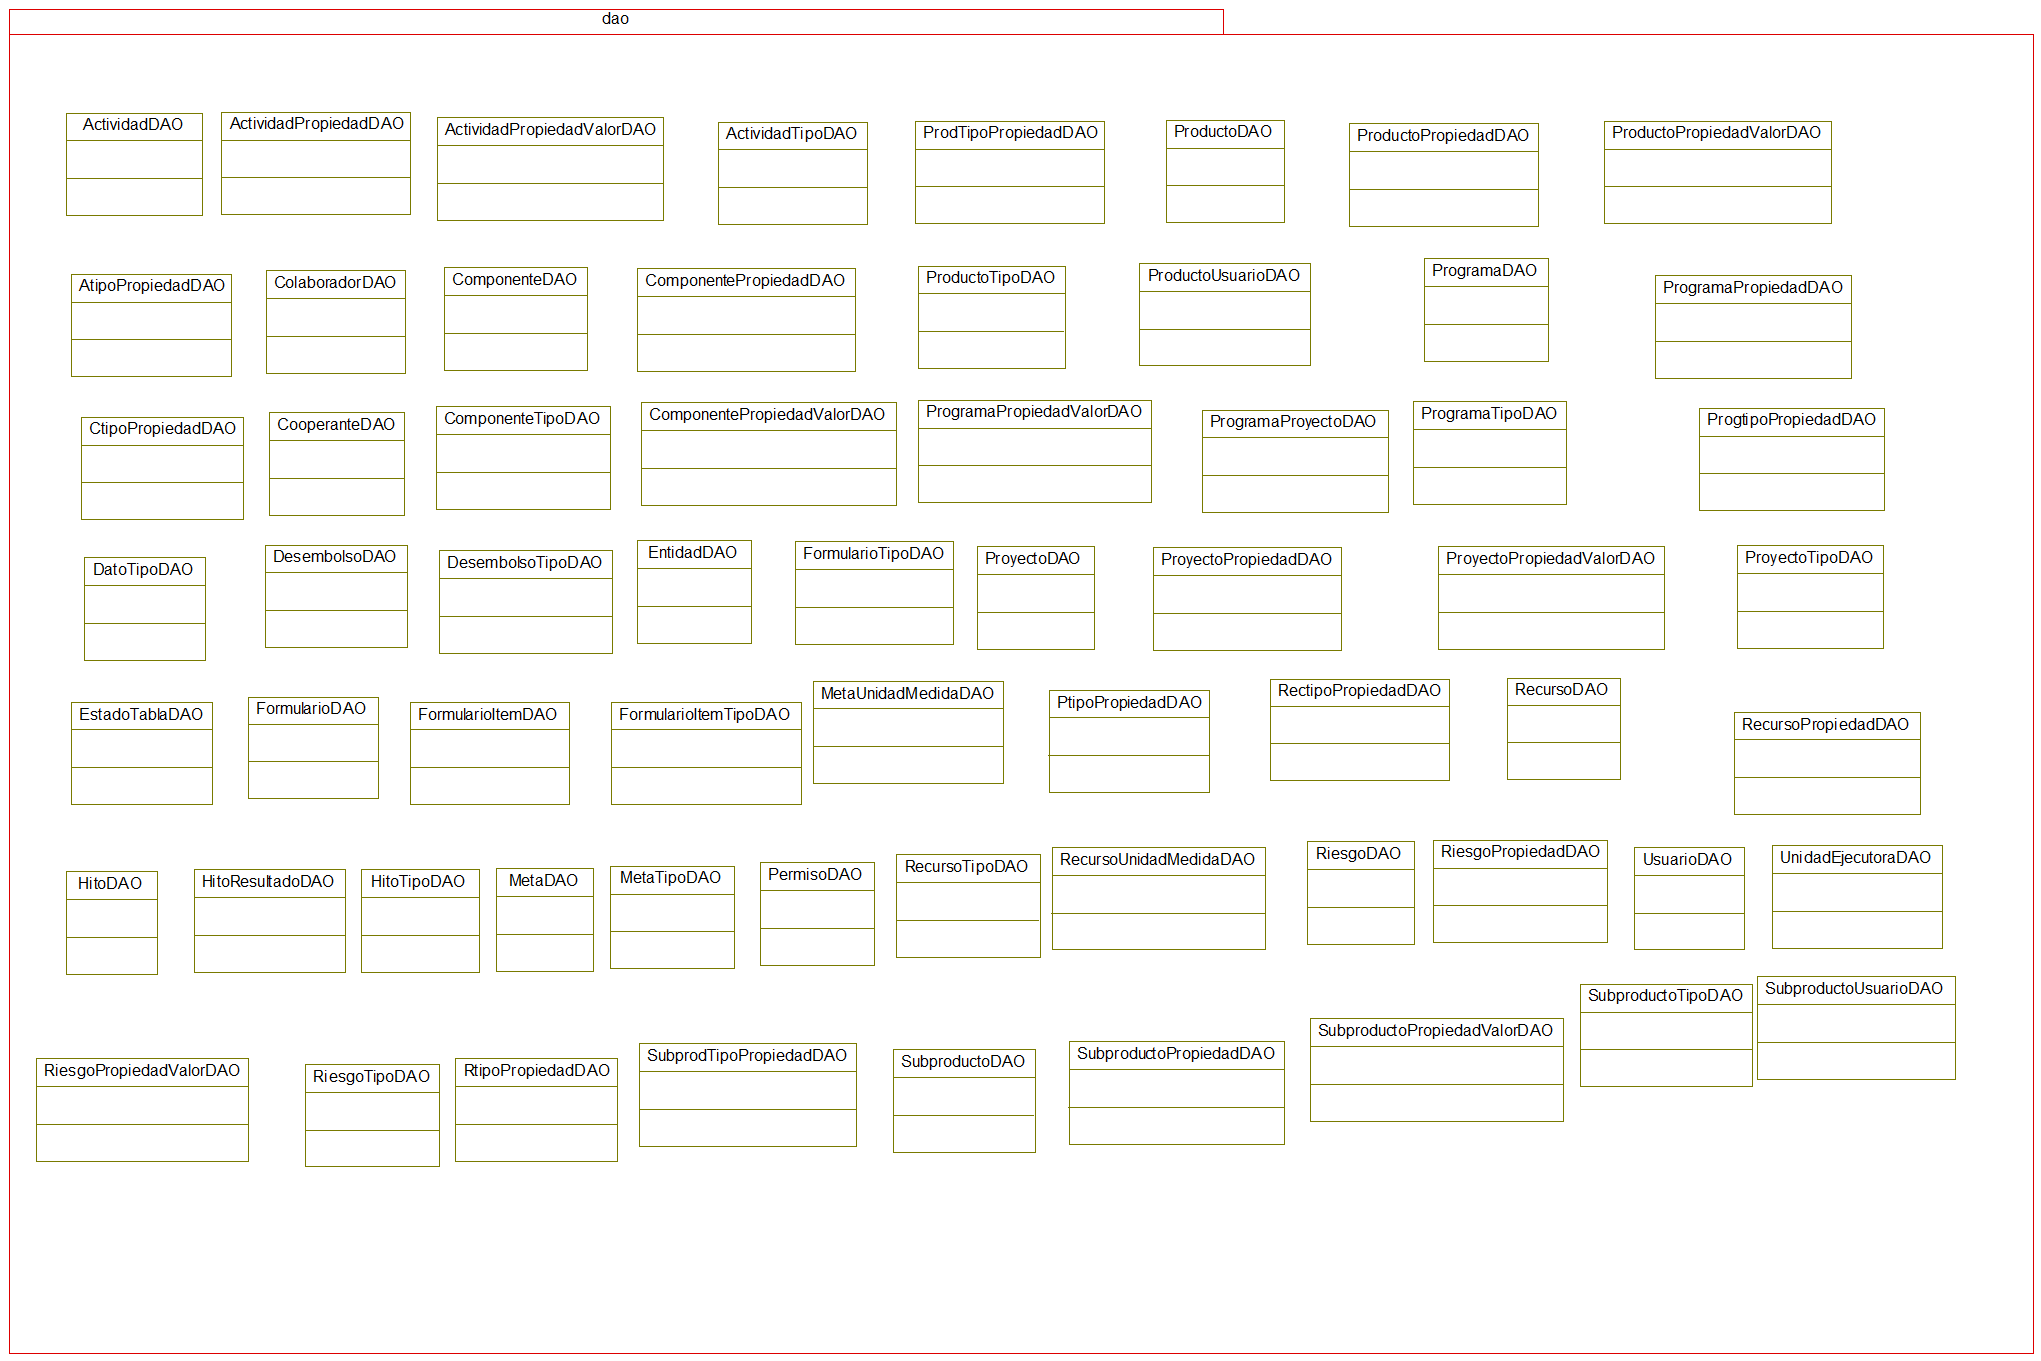 dao
ActividadDAO
ActividadPropiedadDAO
ActividadPropiedadValorDAO
ActividadTipoDAO
ProdTipoPropiedadDAO
ProductoDAO
ProductoPropiedadDAO
ProductoPropiedadValorDAO
AtipoPropiedadDAO
ColaboradorDAO
ComponenteDAO
ComponentePropiedadDAO
ProductoTipoDAO
ProductoUsuarioDAO
ProgramaDAO
ProgramaPropiedadDAO
CtipoPropiedadDAO
CooperanteDAO
ComponenteTipoDAO
ComponentePropiedadValorDAO
ProgramaPropiedadValorDAO
ProgramaProyectoDAO
ProgramaTipoDAO
ProgtipoPropiedadDAO
DatoTipoDAO
DesembolsoDAO
DesembolsoTipoDAO
EntidadDAO
FormularioTipoDAO
ProyectoDAO
ProyectoPropiedadDAO
ProyectoPropiedadValorDAO
ProyectoTipoDAO
EstadoTablaDAO
FormularioDAO
FormularioItemDAO
FormularioItemTipoDAO
MetaUnidadMedidaDAO
PtipoPropiedadDAO
RectipoPropiedadDAO
RecursoDAO
RecursoPropiedadDAO
HitoDAO
HitoResultadoDAO
HitoTipoDAO
MetaDAO
MetaTipoDAO
PermisoDAO
RecursoTipoDAO
RecursoUnidadMedidaDAO
RiesgoDAO
RiesgoPropiedadDAO
UsuarioDAO
UnidadEjecutoraDAO
RiesgoPropiedadValorDAO
RiesgoTipoDAO
RtipoPropiedadDAO
SubprodTipoPropiedadDAO
SubproductoDAO
SubproductoPropiedadDAO
SubproductoPropiedadValorDAO
SubproductoTipoDAO
SubproductoUsuarioDAO